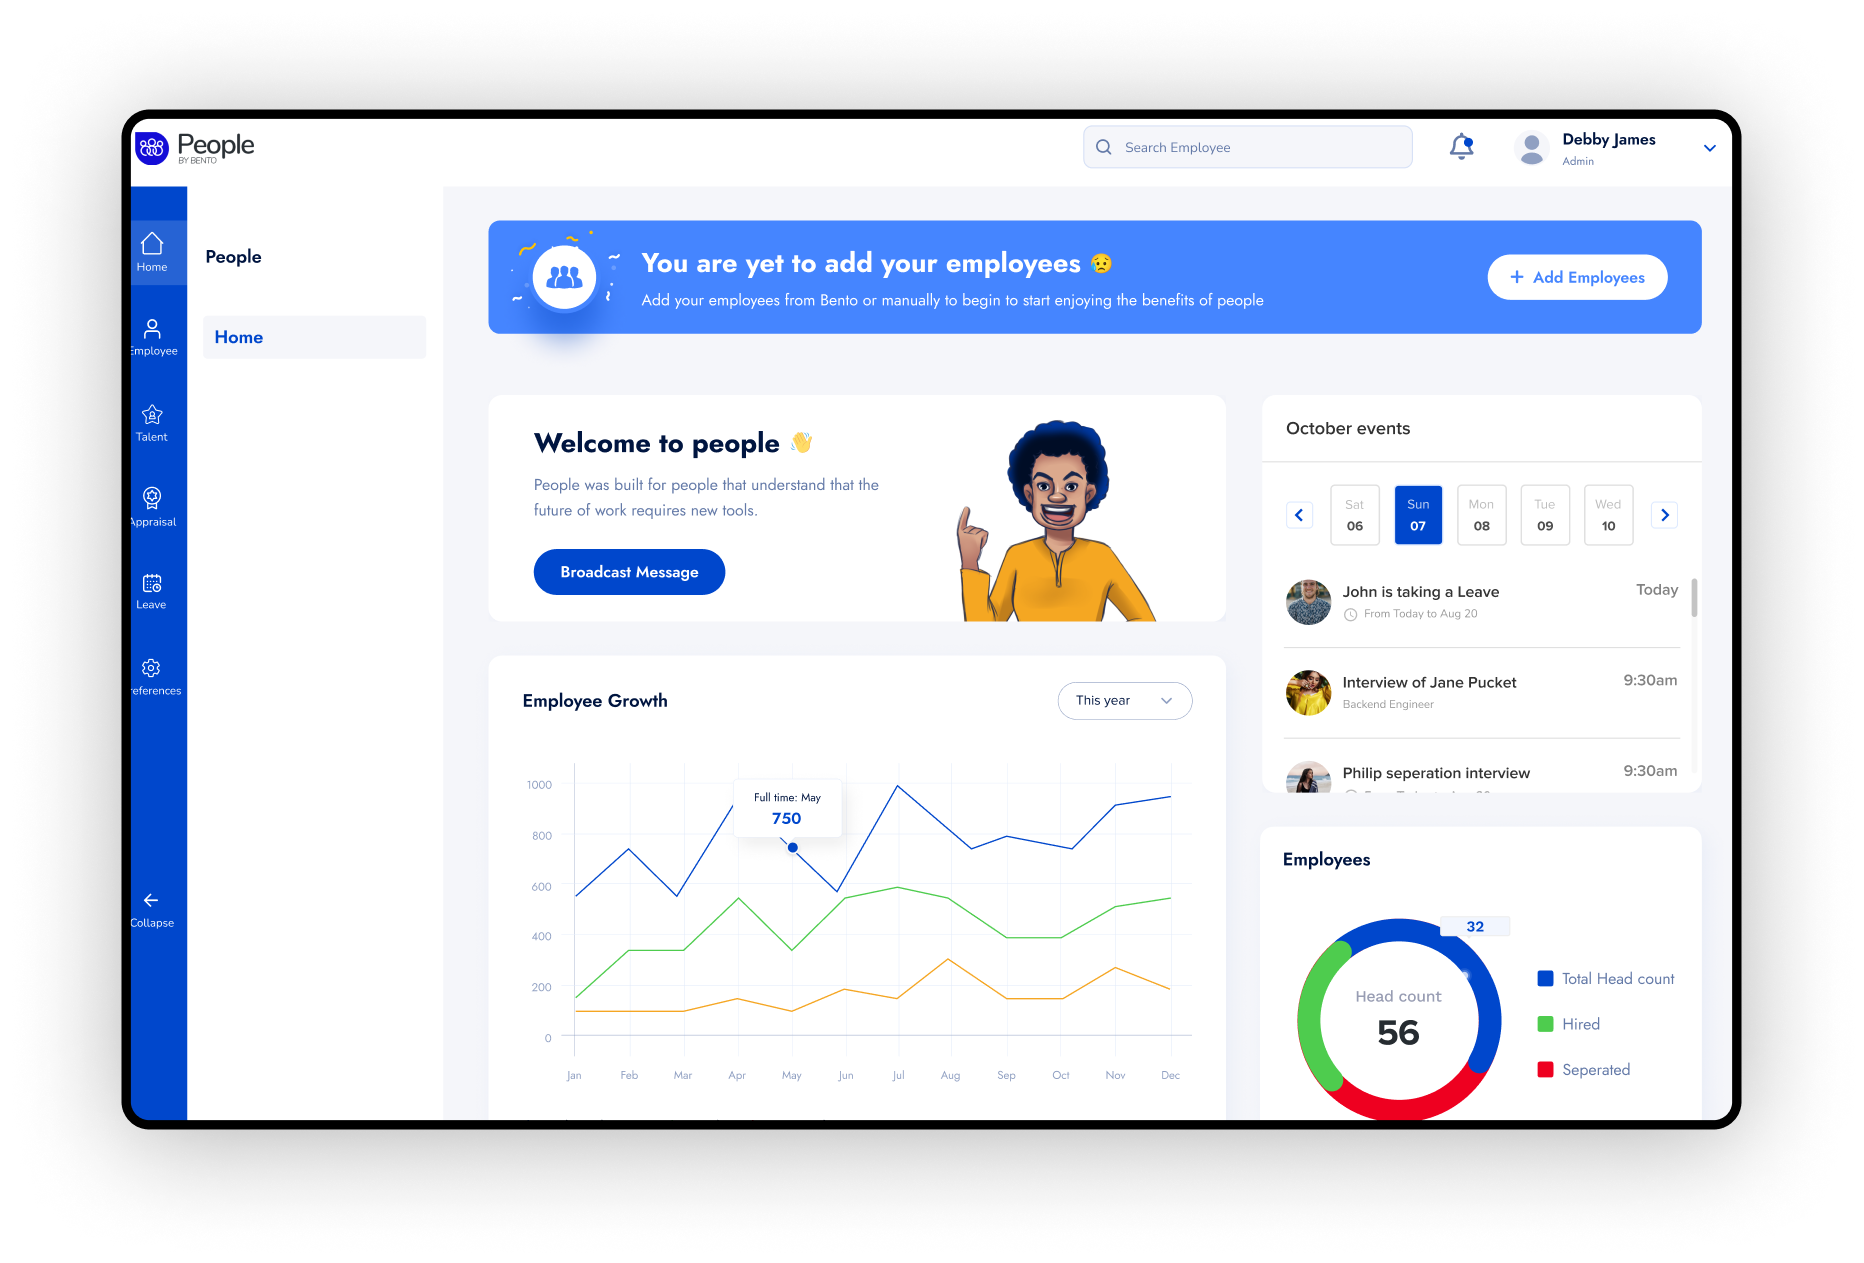 People
BY BENTO
Search Employee
Debby James
Admin
Home
Employee
Talent
Appraisal
Leave
references
Collapse
People
Home
You are yet to add your employees 😥
Add your employees from Bento or manually to begin to start enjoying the benefits of people
+ Add Employees
Welcome to people 👋
People was built for people that understand that the
future of work requires new tools.
Broadcast Message
October events
Sat
06
Sun
07
Mon
08
Tue
09
Wed
10
John is taking a Leave
Today
From Today to Aug 20
Interview of Jane Pucket
9:30am
Backend Engineer
Philip seperation interview
9:30am
Employee Growth
This year
1000
800
600
400
200
0
Full time: May
750
Jan
Feb
Mar
Apr
May
Jun
Jul
Aug
Sep
Oct
Nov
Dec
Employees
32
Head count
56
Total Head count
Hired
Seperated